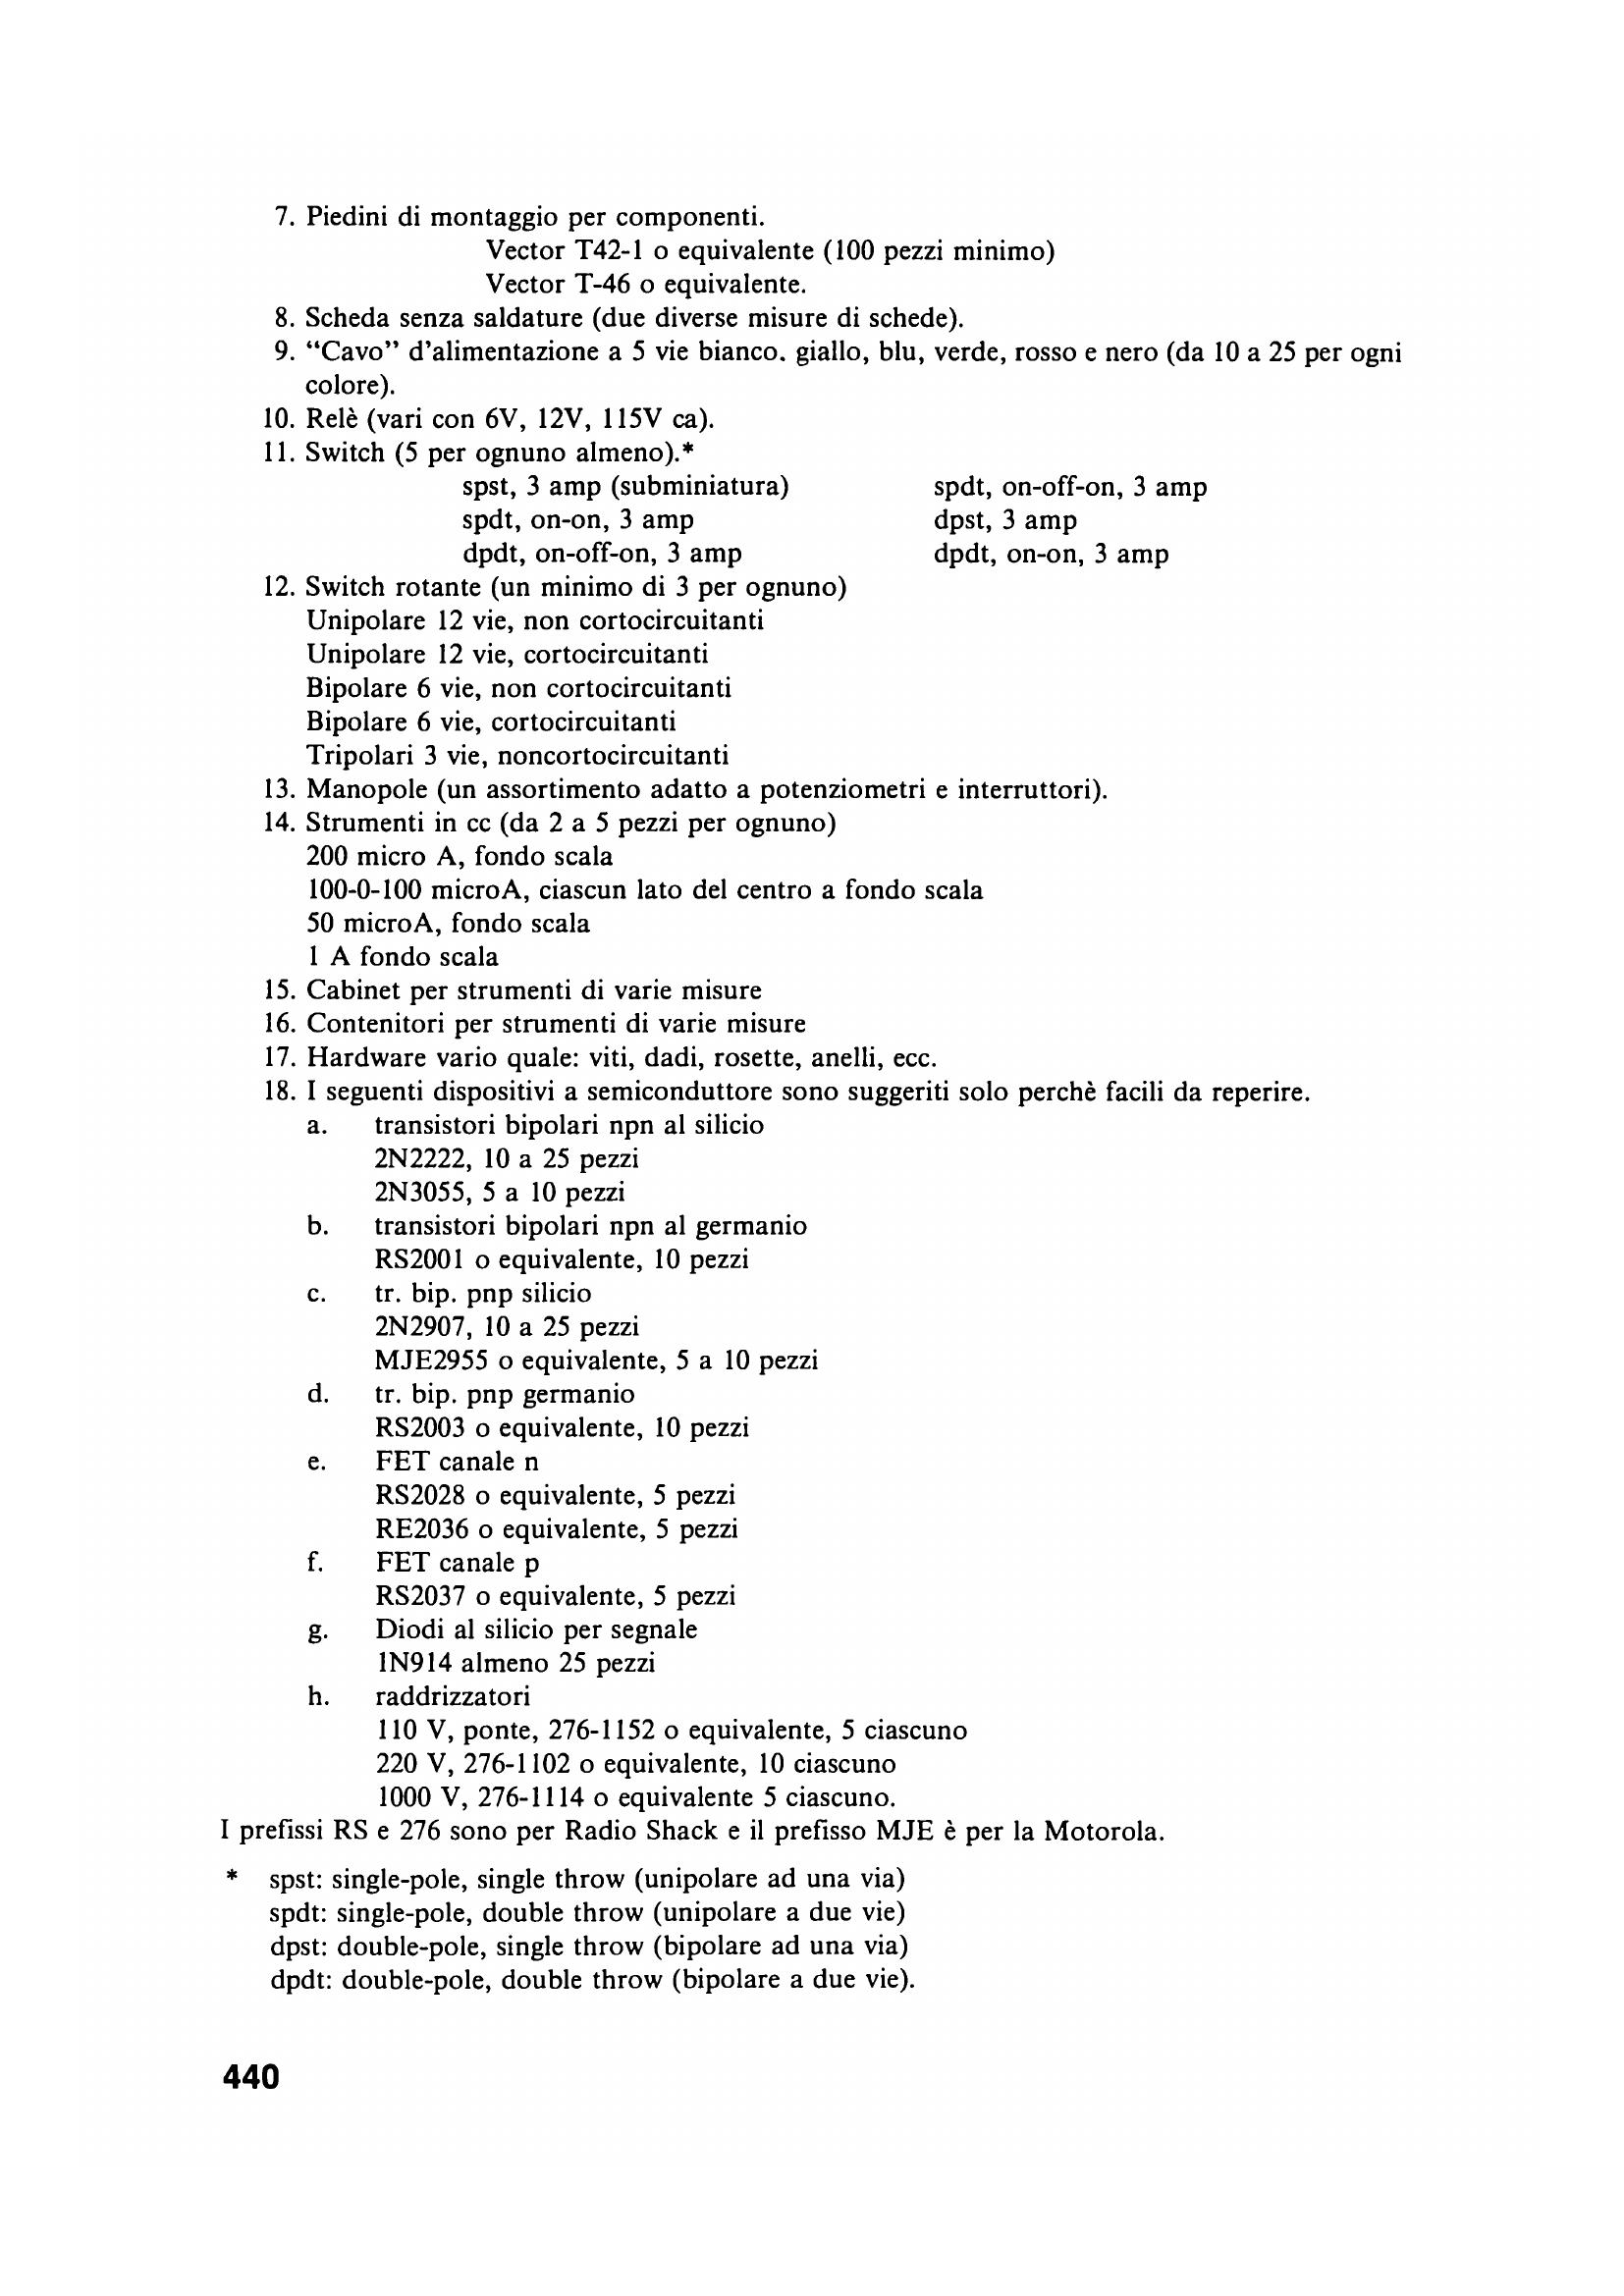 7. Piedini di montaggio per componenti.
Vector T42-1 o equivalente (100 pezzi minimo)
Vector T-46 o equivalente.
8. Scheda senza saldature (due diverse misure di schede).
9. “Cavo” d’alimentazione a 5 vie bianco. giallo, blu, verde, rosso e nero (da 10 a 25 per ogni
colore).
10. Relè (vari con 6V, 12V, 115V ca).
11. Switch (5 per ognuno almeno).*
spst, 3 amp (subminiatura) spdt, on-off-on, 3 amp
spdt, on-on, 3 amp dpst, 3 amp
dpdt, on-off-on, 3 amp dpdt, on-on, 3 amp
12. Switch rotante (un minimo di 3 per ognuno)
Unipolare 12 vie, non cortocircuitanti
Unipolare 12 vie, cortocircuitanti
Bipolare 6 vie, non cortocircuitanti
Bipolare 6 vie, cortocircuitanti
Tripolari 3 vie, noncortocircuitanti
13. Manopole (un assortimento adatto a potenziometri e interruttori).
14. Strumenti in cc (da 2 a 5 pezzi per ognuno)
200 micro A, fondo scala
100-0-100 microA, ciascun lato del centro a fondo scala
50 microA, fondo scala
1 A fondo scala
15. Cabinet per strumenti di varie misure
16. Contenitori per strumenti di varie misure
17. Hardware vario quale: viti, dadi, rosette, anelli, ecc.
18. I seguenti dispositivi a semiconduttore sono suggeriti solo perchè facili da reperire.
a. transistori bipolari npn al silicio
2N2222, 10 a 25 pezzi
2N3055, 5 a 10 pezzi
b. transistori bipolari npn al germanio
RS2001 o equivalente, 10 pezzi
c. tr. bip. pnp silicio
2N2907, 10 a 25 pezzi
MJE2955 o equivalente, 5 a 10 pezzi
d. tr. bip. pnp germanio
RS2003 o equivalente, 10 pezzi
e. FET canale n
RS2028 o equivalente, 5 pezzi
RE2036 o equivalente, 5 pezzi
f. FET canale p
RS2037 o equivalente, 5 pezzi
g. Diodi al silicio per segnale
1N914 almeno 25 pezzi
h. raddrizzatori
110 V, ponte, 276-1152 o equivalente, 5 ciascuno
220 V, 276-1102 o equivalente, 10 ciascuno
1000 V, 276-1114 o equivalente 5 ciascuno.
I prefissi RS e 276 sono per Radio Shack e il prefisso MJE è per la Motorola.
* spst: single-pole, single throw (unipolare ad una via)
spdt: single-pole, double throw (unipolare a due vie)
dpst: double-pole, single throw (bipolare ad una via)
dpdt: double-pole, double throw (bipolare a due vie).
440